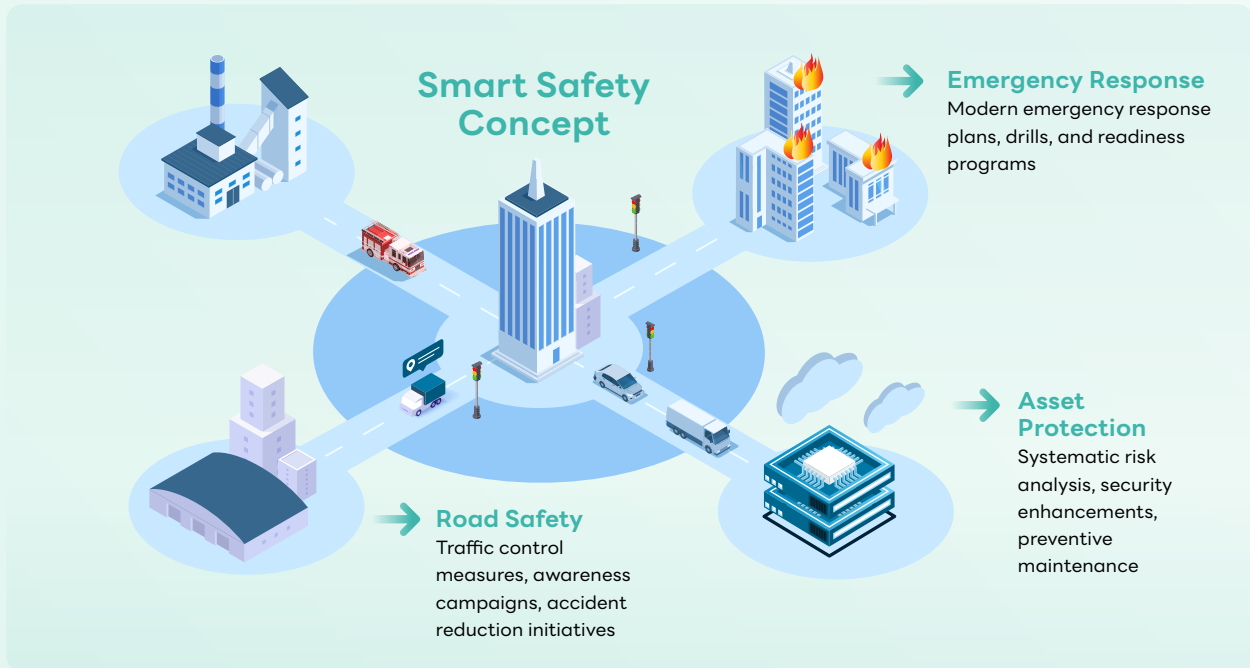 Smart Safety
Concept
Emergency Response
Modern emergency response
plans, drills, and readiness
programs
Asset
Protection
Systematic risk
analysis, security
enhancements,
preventive
maintenance
Road Safety
Traffic control
measures, awareness
campaigns, accident
reduction initiatives